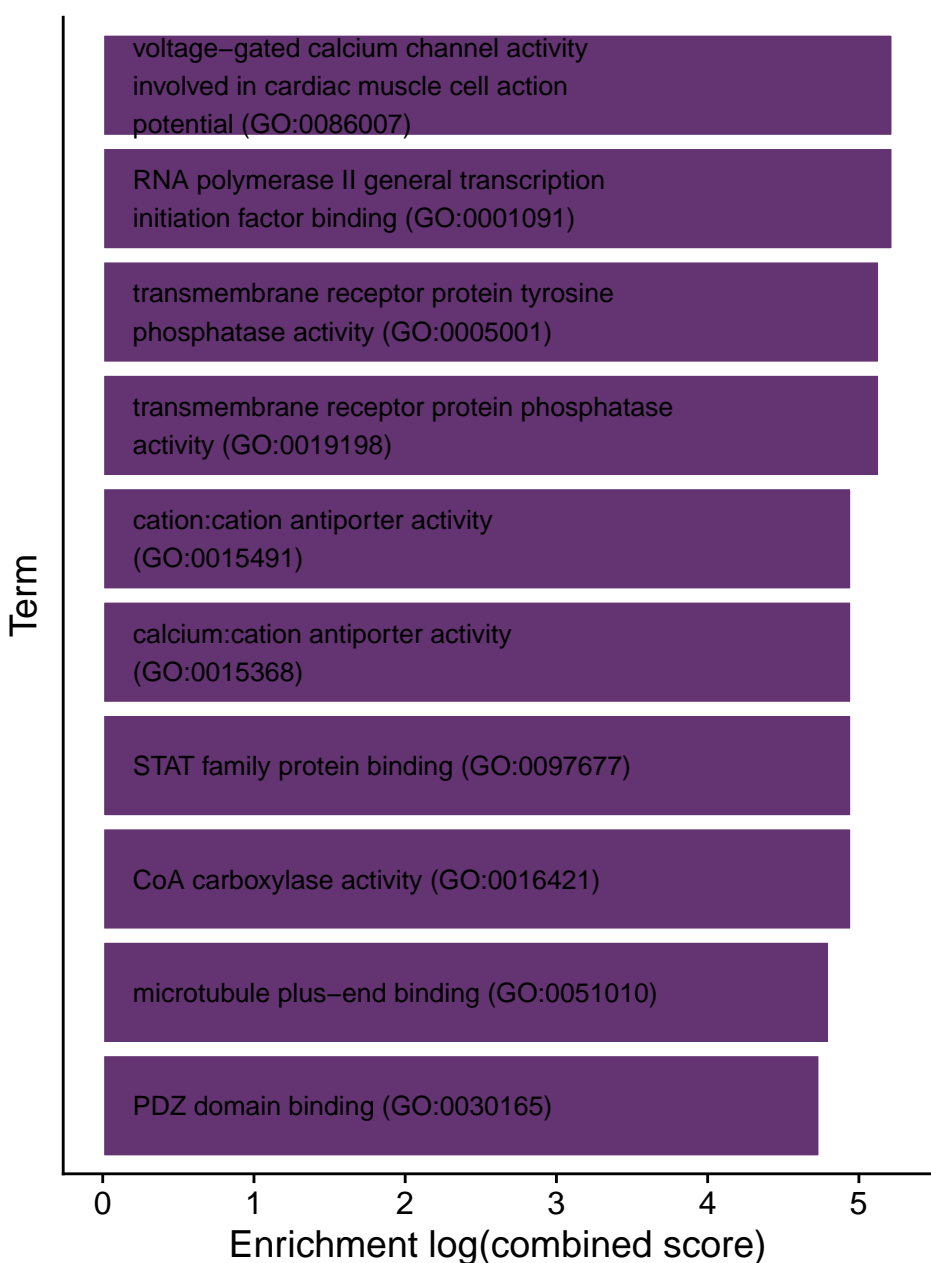 voltage−gated calcium channel activity
involved in cardiac muscle cell action
potential (GO:0086007)
RNA polymerase II general transcription
initiation factor binding (GO:0001091)
transmembrane receptor protein tyrosine
phosphatase activity (GO:0005001)
transmembrane receptor protein phosphatase
activity (GO:0019198)
cation:cation antiporter activity
(GO:0015491)
calcium:cation antiporter activity
(GO:0015368)
STAT family protein binding (GO:0097677)
CoA carboxylase activity (GO:0016421)
microtubule plus−end binding (GO:0051010)
PDZ domain binding (GO:0030165)
Term
0 1 2 3 4 5
Enrichment log(combined score)